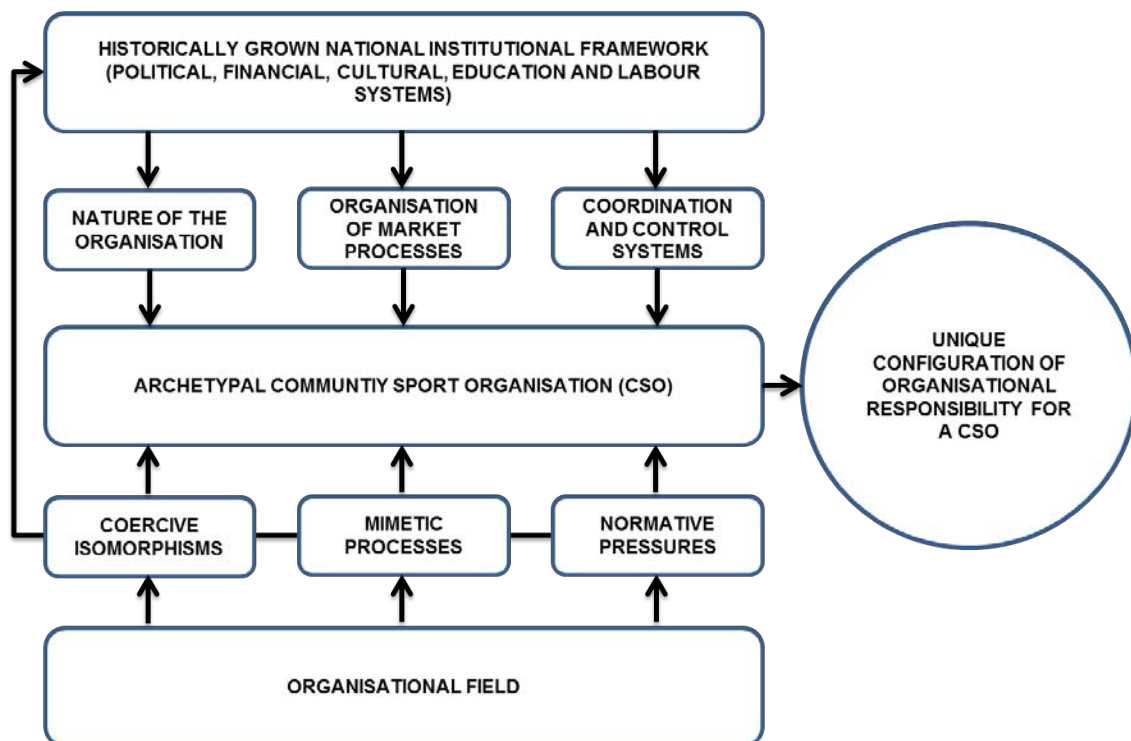 HISTORICALLY GROWN NATIONAL INSTITUTIONAL FRAMEWORK
(POLITICAL, FINANCIAL, CULTURAL, EDUCATION AND LABOUR
SYSTEMS)
NATURE OF THE
ORGANISATION
ORGANISATION
OF MARKET
PROCESSES
COORDINATION
AND CONTROL
SYSTEMS
ARCHETYPAL COMMUNTIY SPORT ORGANISATION (CSO)
UNIQUE
CONFIGURATION OF
ORGANISATIONAL
RESPONSIBILITY FOR
A CSO
COERCIVE
ISOMORPHISMS
MIMETIC
PROCESSES
NORMATIVE
PRESSURES
ORGANISATIONAL FIELD